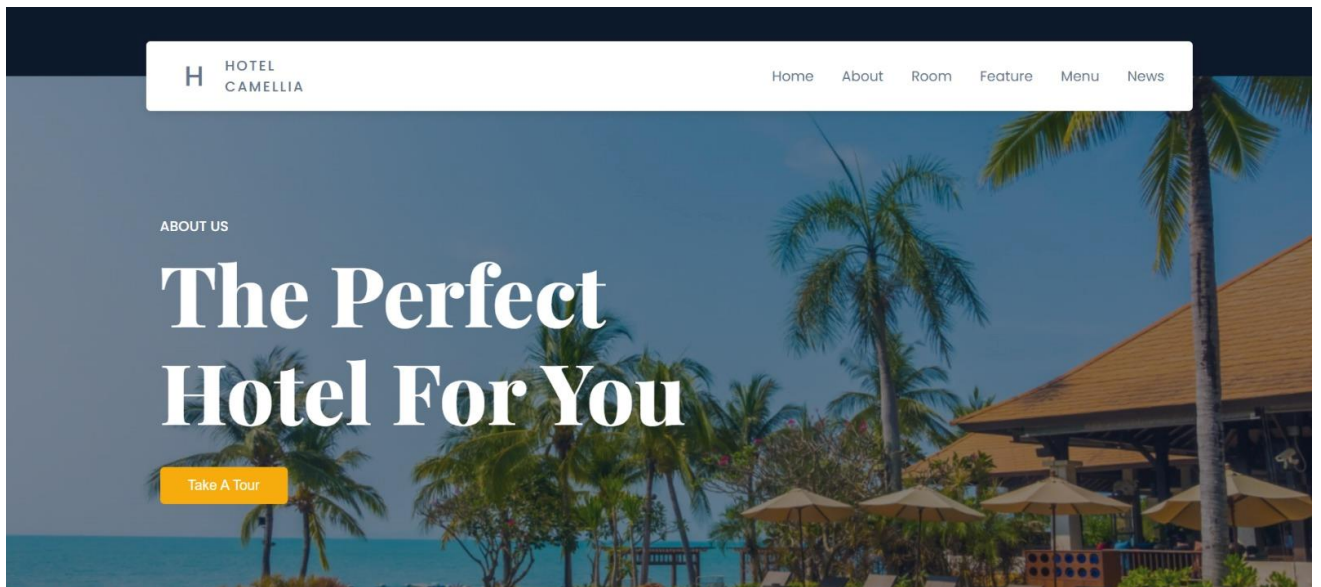 H
HOTEL
CAMELLIA
Home About Room Feature Menu News
ABOUT US
The Perfect
Hotel For You
Take A Tour